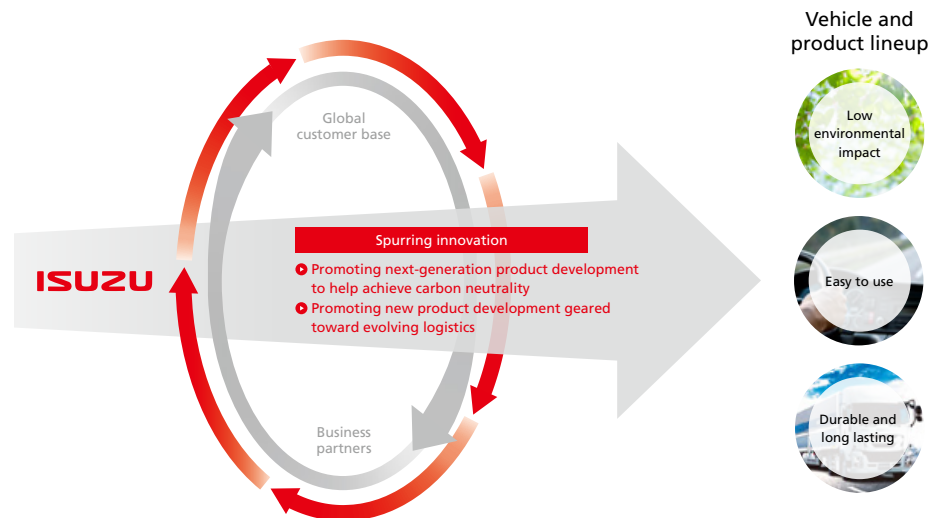 Vehicle and
product lineup
Global
customer base
Low
environmental
impact
Spurring innovation
Promoting next-generation product development
to help achieve carbon neutrality
Promoting new product development geared
toward evolving logistics
ISUZU
Easy to use
Business
partners
Durable and
long lasting